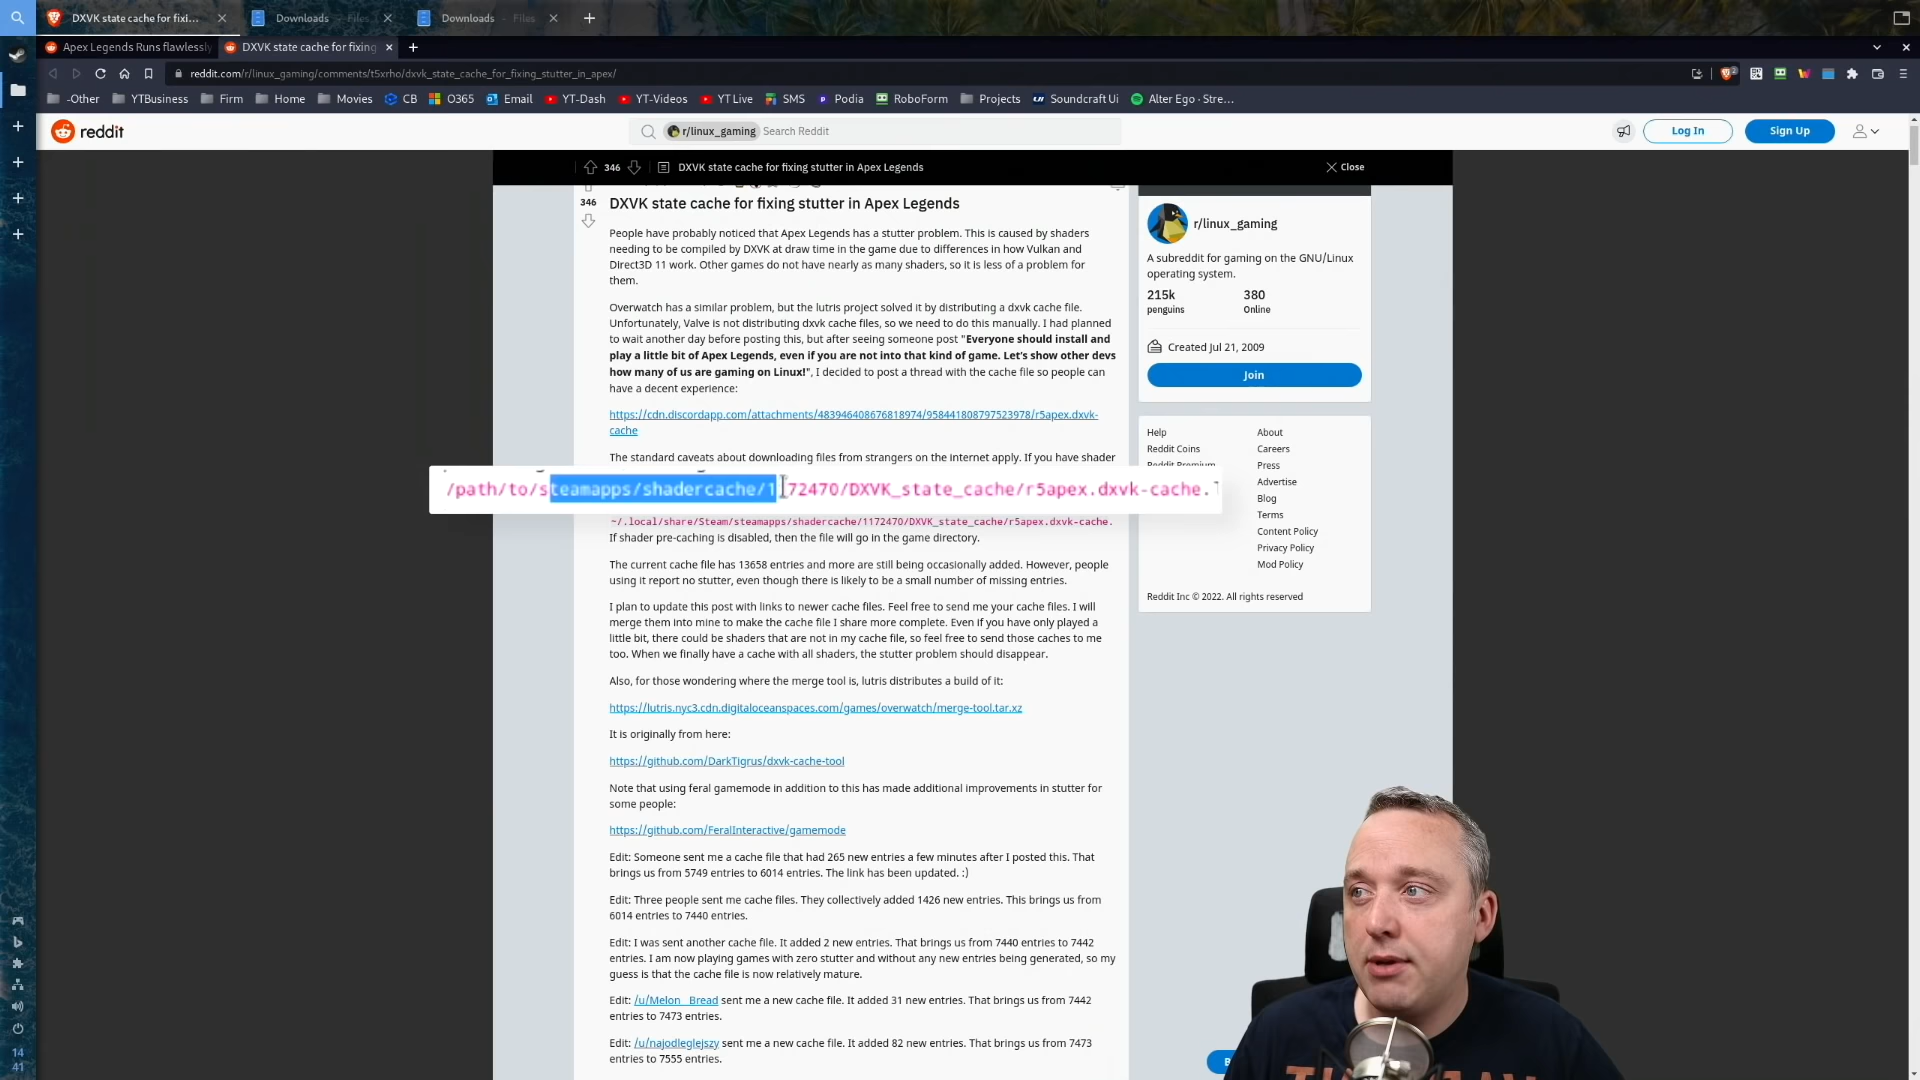 DXVK state cache for fixi...
Downloads - Files
Downloads - Files
Apex Legends Runs flawlessly
DXVK state cache for fixing
reddit.com/r/linux_gaming/comments/t5xrho/dxvk_state_cache_for_fixing_stutter_in_apex/
-Other YTBusiness Firm Home Movies CB O365 Email YT-Dash YT-Videos YT Live SMS Podia RoboForm Projects Soundcraft Ui Alter Ego - Stre...
reddit
r/linux_gaming Search Reddit
Log In
Sign Up
346 DXVK state cache for fixing stutter in Apex Legends
Close
346
DXVK state cache for fixing stutter in Apex Legends
People have probably noticed that Apex Legends has a stutter problem. This is caused by shaders
needing to be compiled by DXVK at draw time in the game due to differences in how Vulkan and
Direct3D 11 work. Other games do not have nearly as many shaders, so it is less of a problem for
them.
Overwatch has a similar problem, but the lutris project solved it by distributing a dxvk cache file.
Unfortunately, Valve is not distributing dxvk cache files, so we need to do this manually. I had planned
to wait another day before posting this, but after seeing someone post "Everyone should install and
play a little bit of Apex Legends, even if you are not into that kind of game. Let's show other devs
how many of us are gaming on Linux!", I decided to post a thread with the cache file so people can
have a decent experience:
https://cdn.discordapp.com/attachments/483946408676818974/958441808797523978/r5apex.dxvk-
cache
The standard caveats about downloading files from strangers on the internet apply. If you have shader
/path/to/steamapps/shadercache/1172470/DXVK_state_cache/r5apex.dxvk-cache.
~/.local/share/Steam/steamapps/shadercache/1172470/DXVK_state_cache/r5apex.dxvk-cache.
If shader pre-caching is disabled, then the file will go in the game directory.
The current cache file has 13658 entries and more are still being occasionally added. However, people
using it report no stutter, even though there is likely to be a small number of missing entries.
I plan to update this post with links to newer cache files. Feel free to send me your cache files. I will
merge them into mine to make the cache file I share more complete. Even if you have only played a
little bit, there could be shaders that are not in my cache file, so feel free to send those caches to me
too. When we finally have a cache with all shaders, the stutter problem should disappear.
Also, for those wondering where the merge tool is, lutris distributes a build of it:
https://lutris.nyc3.cdn.digitaloceanspaces.com/games/overwatch/merge-tool.tar.xz
It is originally from here:
https://github.com/DarkTigrus/dxvk-cache-tool
Note that using feral gamemode in addition to this has made additional improvements in stutter for
some people:
https://github.com/FeralInteractive/gamemode
Edit: Someone sent me a cache file that had 265 new entries a few minutes after I posted this. That
brings us from 5749 entries to 6014 entries. The link has been updated. :)
Edit: Three people sent me cache files. They collectively added 1426 new entries. This brings us from
6014 entries to 7440 entries.
Edit: I was sent another cache file. It added 2 new entries. That brings us from 7440 entries to 7442
entries. I am now playing games with zero stutter and without any new entries being generated, so my
guess is that the cache file is now relatively mature.
Edit: /u/Melon_Bread sent me a new cache file. It added 31 new entries. That brings us from 7442
entries to 7473 entries.
Edit: /u/najodleglejszy sent me a new cache file. It added 82 new entries. That brings us from 7473
entries to 7555 entries.
r/linux_gaming
A subreddit for gaming on the GNU/Linux
operating system.
215k 380
penguins Online
Created Jul 21, 2009
Join
Help About
Reddit Coins Careers
Reddit Premium Press
Advertise
Blog
Terms
Content Policy
Privacy Policy
Mod Policy
Reddit Inc © 2022. All rights reserved
14
41